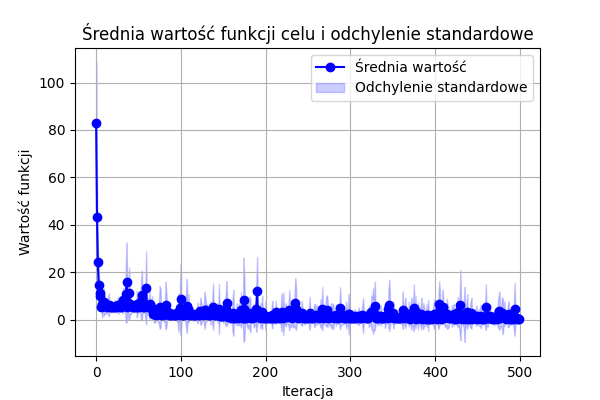 Średnia wartość funkcji celu i odchylenie standardowe
Średnia wartość
Odchylenie standardowe
Wartość funkcji
100
80
60
40
20
0
0 100 200 300 400 500
Iteracja